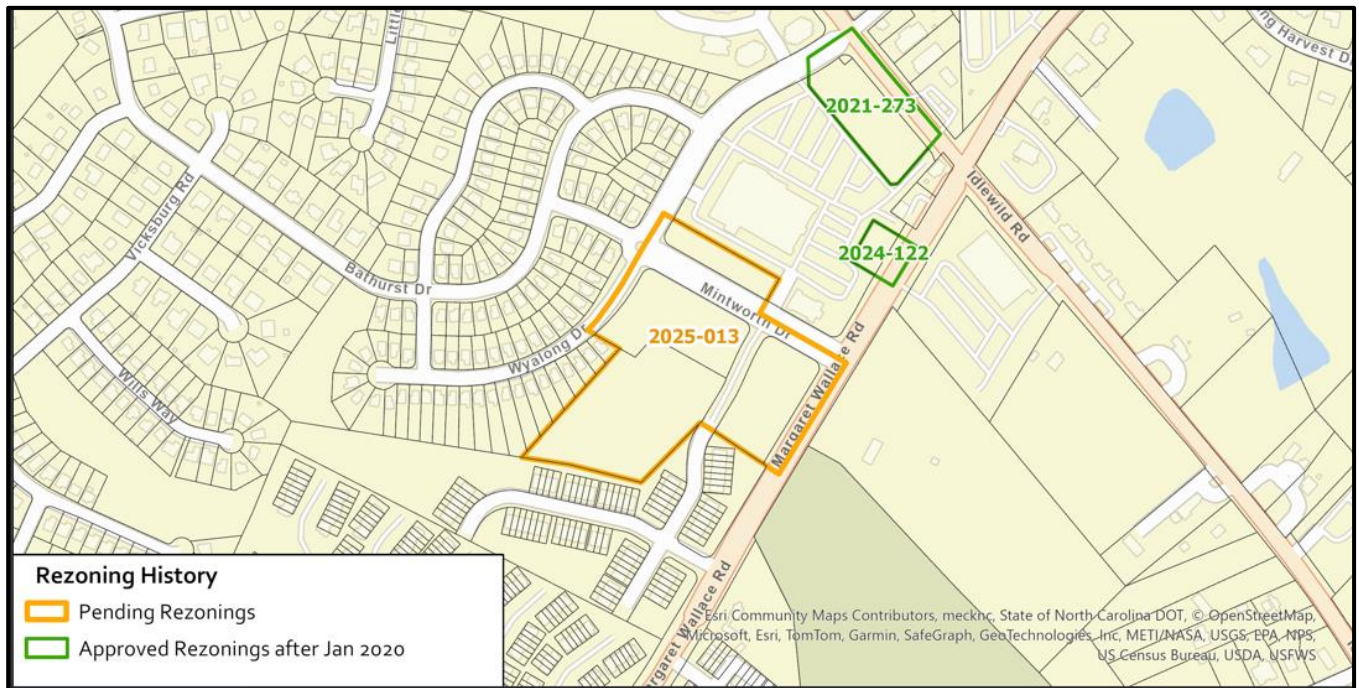 Little
ng Harvest Dr
2021-273
Idlewild Rd
Vicksburg Rd
2024-122
Bathurst Dr
Mintworth Dr
2025-013
Wyalong Dr
Wills Way
Margaret Wallace Rd
Margaret Wallace Rd
Rezoning History
Pending Rezonings
Approved Rezonings after Jan 2020
Esri Community Maps Contributors, mecknc, State of North Carolina DOT, © OpenStreetMap,
Microsoft, Esri, TomTom, Garmin, SafeGraph, GeoTechnologies, Inc, METI/NASA, USGS, EPA, NPS,
US Census Bureau, USDA, USFWS